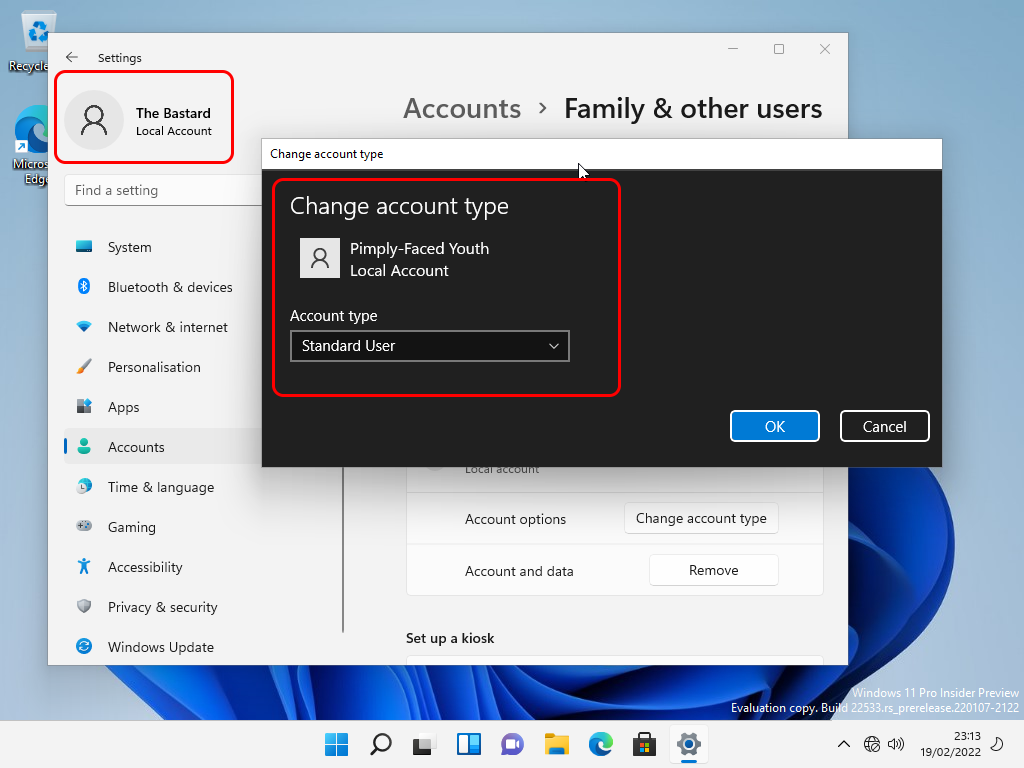 Recycle
Settings
The Bastard
Local Account
Accounts > Family & other users
Micros
Edge
Find a setting
Change account type
Change account type
Pimply-Faced Youth
Local Account
Account type
Standard User
OK
Cancel
System
Bluetooth & devices
Network & internet
Personalisation
Apps
Accounts
Time & language
Gaming
Accessibility
Privacy & security
Windows Update
Local account
Account options
Change account type
Account and data
Remove
Set up a kiosk
Windows 11 Pro Insider Preview
Evaluation copy. Build 22533.rs_prerelease.220107-2122
23:13
19/02/2022